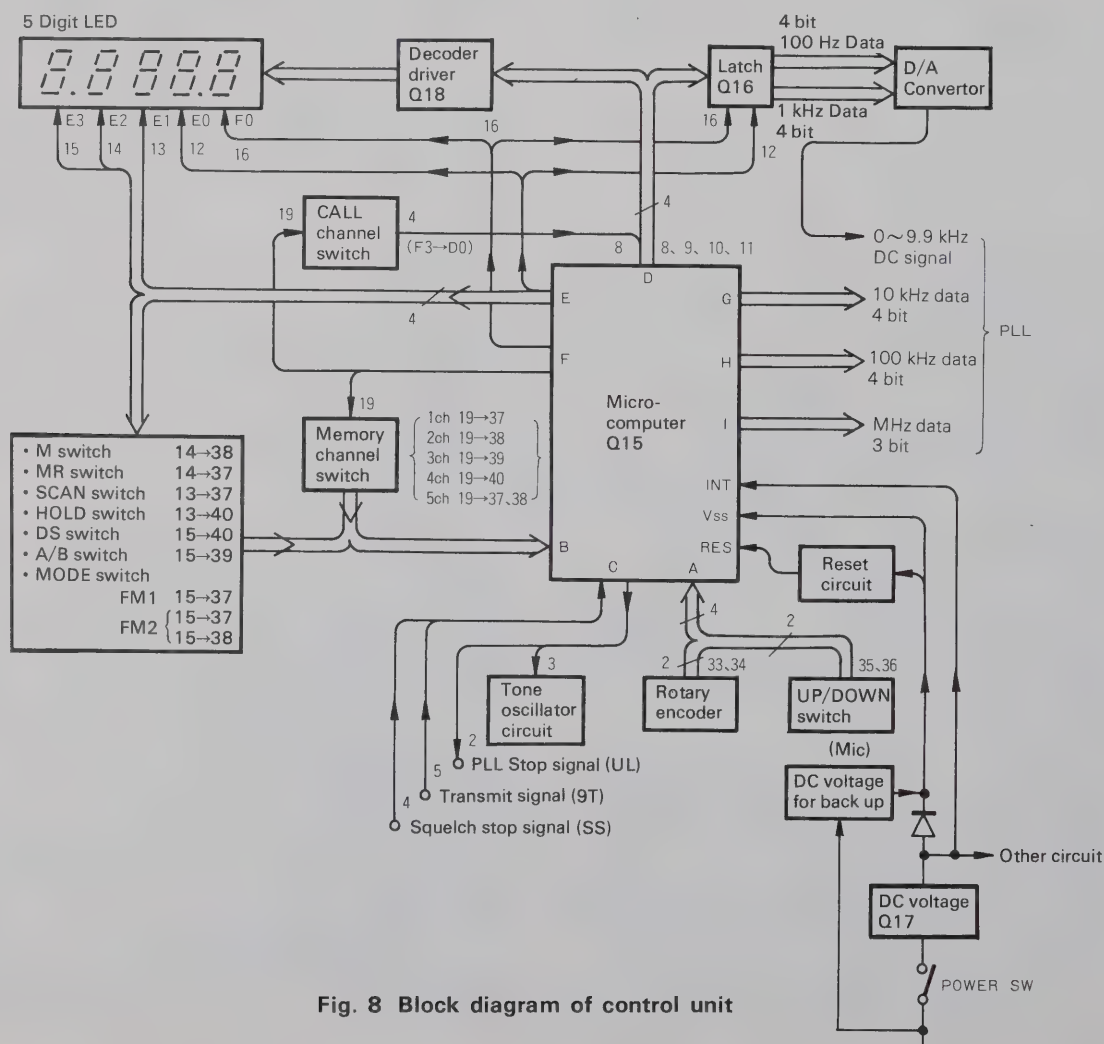 5 Digit LED
8.8 8 8.8
Decoder
driver
Q18
Latch
Q16
4 bit
100 Hz Data
D/A
Convertor
1 kHz Data
4 bit
E3 E2 E1 E0 F0
15 14 13 12 16
16
16
12
4
19
CALL
channel
switch
4
(F3→D0)
8
8、9、10、11
0～9.9 kHz
DC signal
10 kHz data
4 bit
100 kHz data
4 bit
MHz data
3 bit
PLL
D
E
F
G
H
I
INT
Vss
RES
A
B
C
Micro-
computer
Q15
4
19
Memory
channel
switch
1ch 19→37
2ch 19→38
3ch 19→39
4ch 19→40
5ch 19→37、38
• M switch 14→38
• MR switch 14→37
• SCAN switch 13→37
• HOLD switch 13→40
• DS switch 15→40
• A/B switch 15→39
• MODE switch
FM1 15→37
FM2 { 15→37
15→38
Reset
circuit
4
2
2
33、34
35、36
3
Tone
oscillator
circuit
Rotary
encoder
UP/DOWN
switch
(Mic)
2
PLL Stop signal (UL)
5
Transmit signal (9T)
4
Squelch stop signal (SS)
DC voltage
for back up
Other circuit
DC voltage
Q17
POWER SW
Fig. 8 Block diagram of control unit